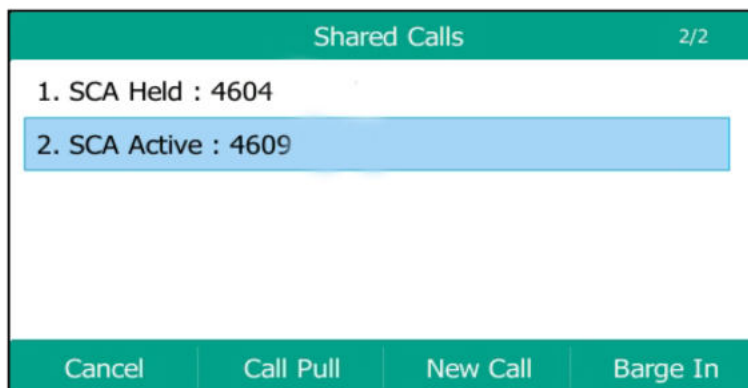 Shared Calls 2/2
1. SCA Held : 4604
2. SCA Active : 4609
Cancel Call Pull New Call Barge In